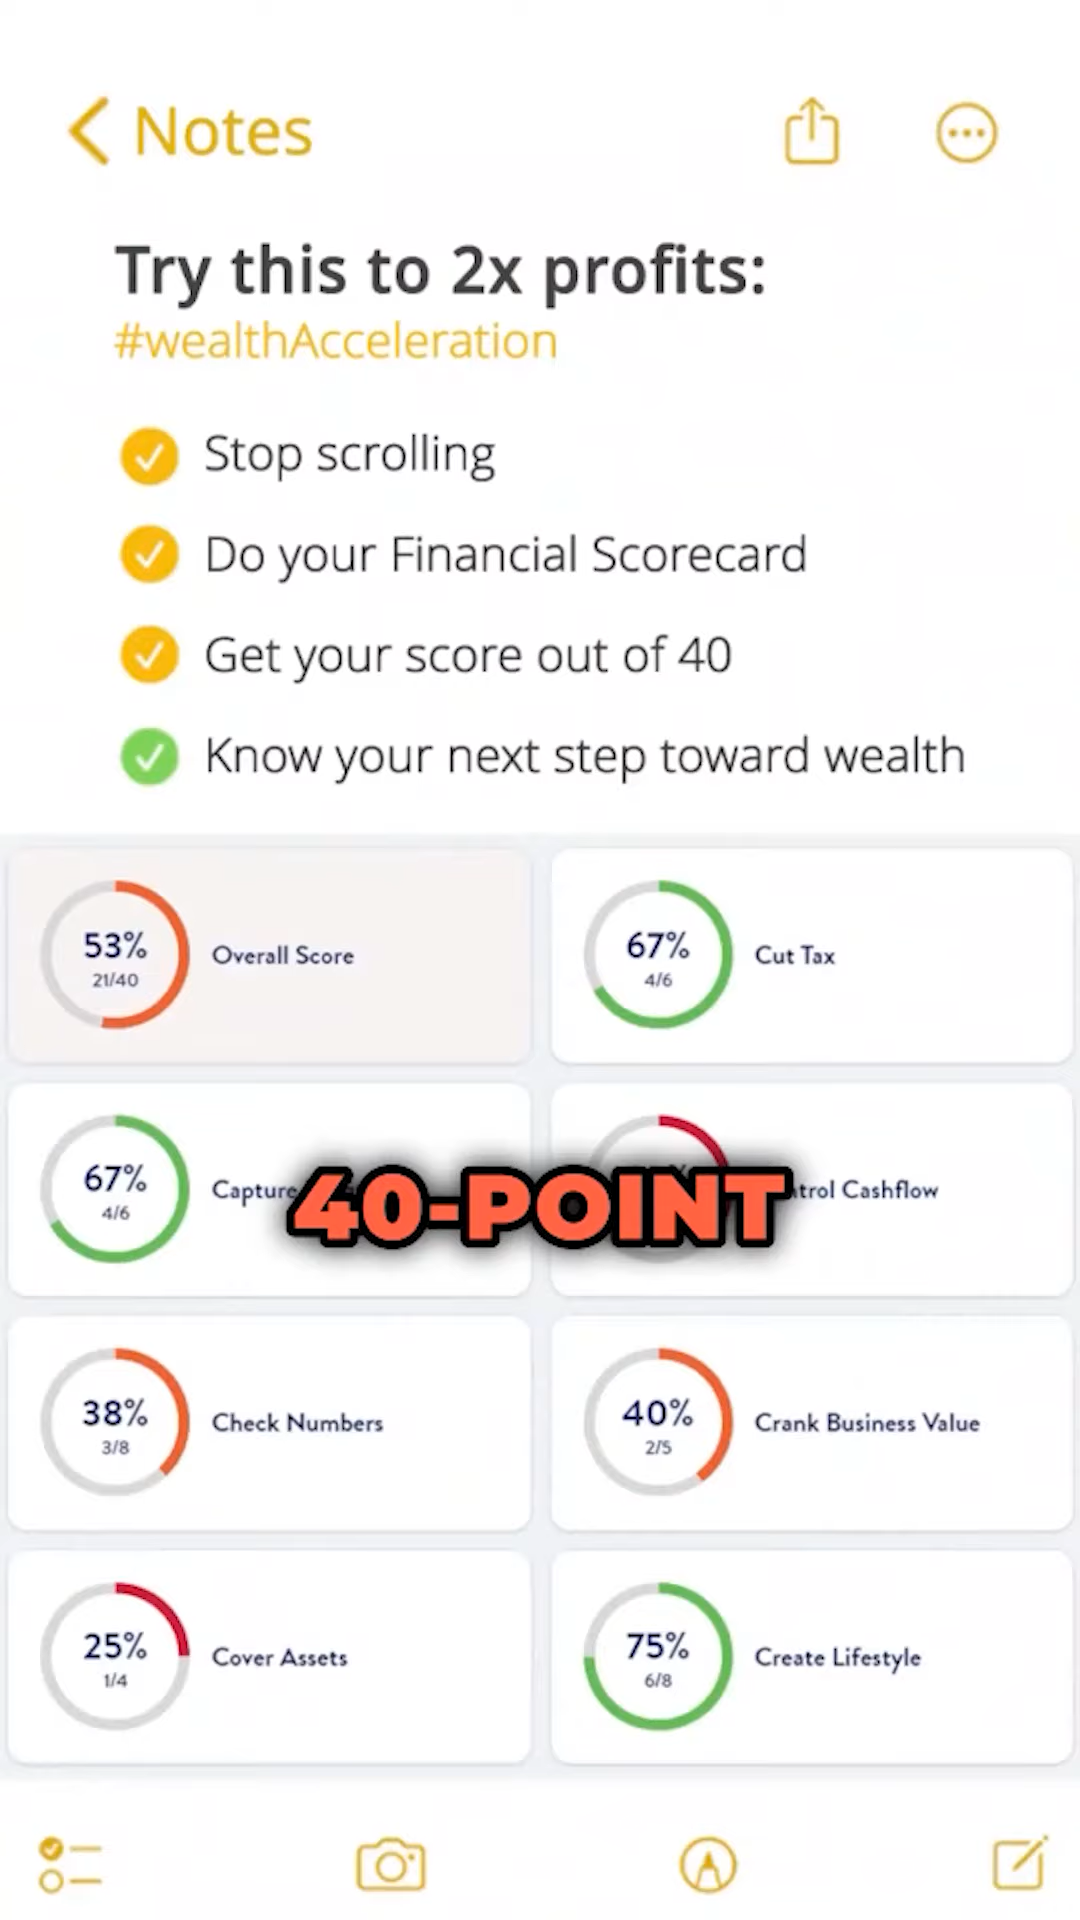 Notes
Try this to 2x profits:
#wealthAcceleration
Stop scrolling
Do your Financial Scorecard
Get your score out of 40
Know your next step toward wealth
53%
21/40
Overall Score
67%
4/6
Cut Tax
67%
4/6
Capture
40-POINT
Cashflow
38%
3/8
Check Numbers
40%
2/5
Crank Business Value
25%
1/4
Cover Assets
75%
6/8
Create Lifestyle